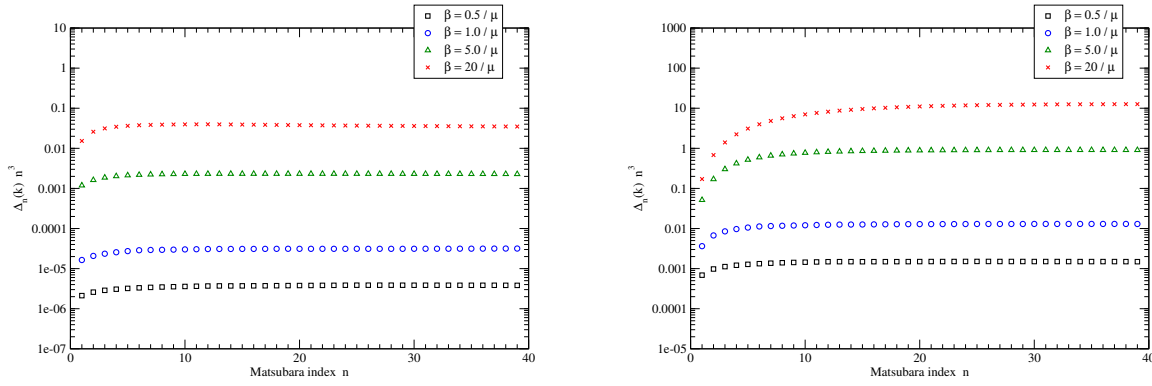 β = 0.5 / μ
β = 1.0 / μ
β = 5.0 / μ
β = 20 / μ
10
1
0.1
0.01
0.001
0.0001
1e-05
1e-06
1e-07
0 10 20 30 40
Δn(k) n³
Matsubara index n
β = 0.5 / μ
β = 1.0 / μ
β = 5.0 / μ
β = 20 / μ
1000
100
10
1
0.1
0.01
0.001
0.0001
1e-05
0 10 20 30 40
Δn(k) n³
Matsubara index n